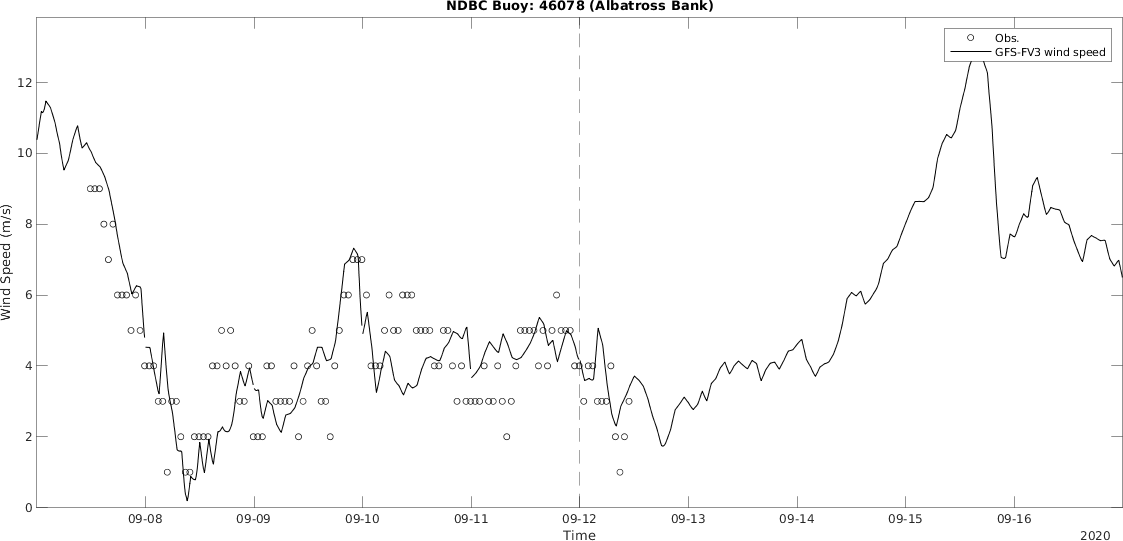 NDBC Buoy: 46078 (Albatross Bank)
Obs.
GFS-FV3 wind speed
Wind Speed (m/s)
12
10
8
6
4
2
0
09-08 09-09 09-10 09-11 09-12 09-13 09-14 09-15 09-16
Time
2020